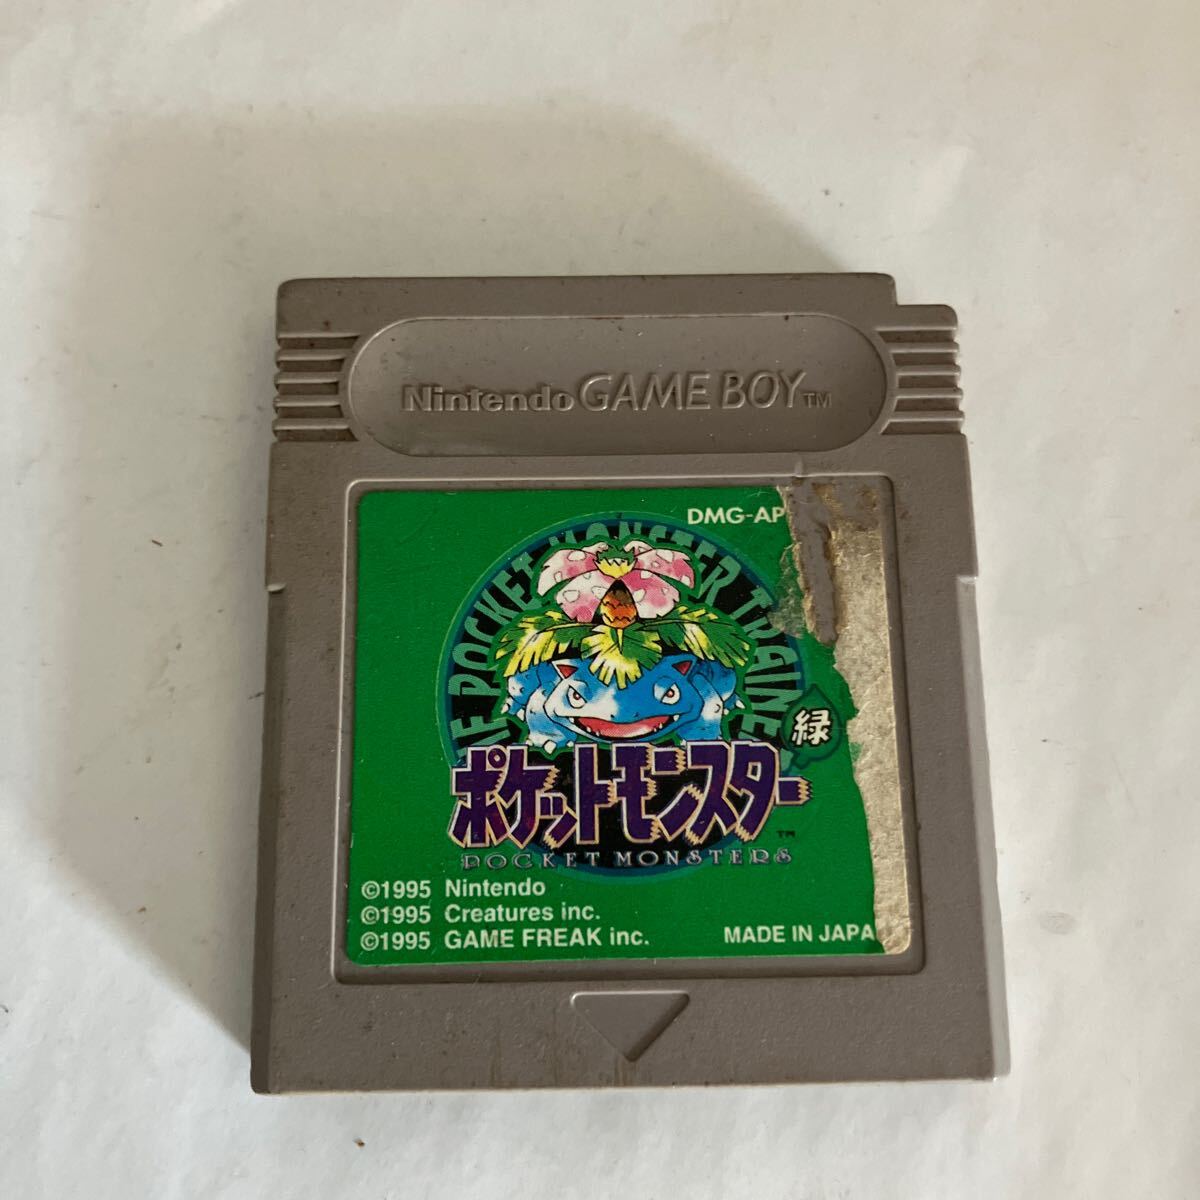 Nintendo GAME BOY™
DMG-AP
POCKET MONSTER TRAINE
緑
ポケットモンスター
™
POCKET MONSTERS
©1995 Nintendo
©1995 Creatures inc.
©1995 GAME FREAK inc.
MADE IN JAPA